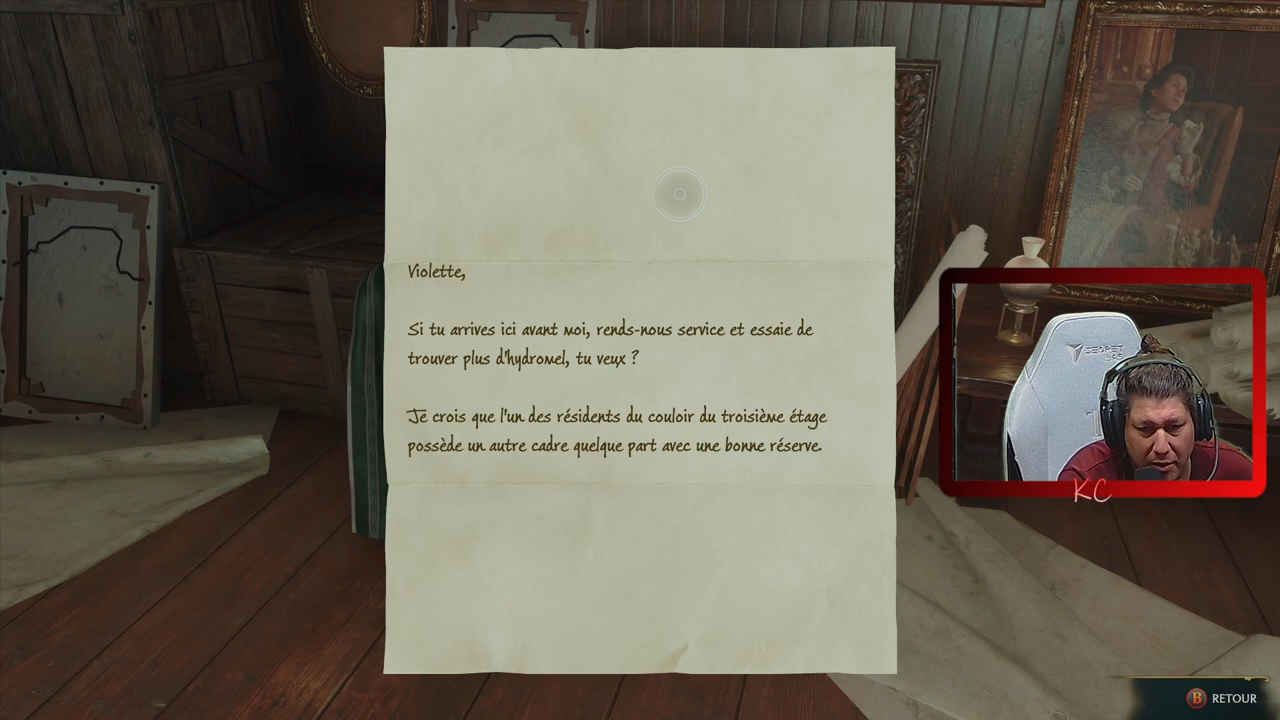 Violette,
Si tu arrives ici avant moi, rends-nous service et essaie de
trouver plus d'hydromel, tu veux ?
Je crois que l'un des résidents du couloir du troisième étage
possède un autre cadre quelque part avec une bonne réserve.
SECRET
LAB
KC
B RETOUR